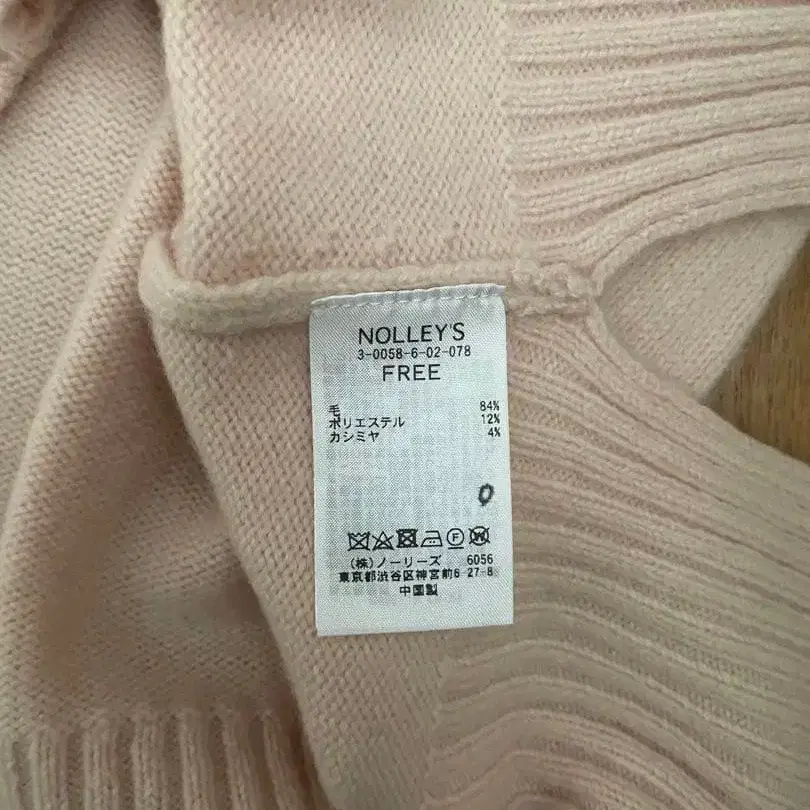 NOLLEY'S
3-0058-6-02-078
FREE
毛 84%
ポリエステル 12%
カシミヤ 4%
0
(株)ノーリーズ 6056
東京都渋谷区神宮前6-27-8
中国製